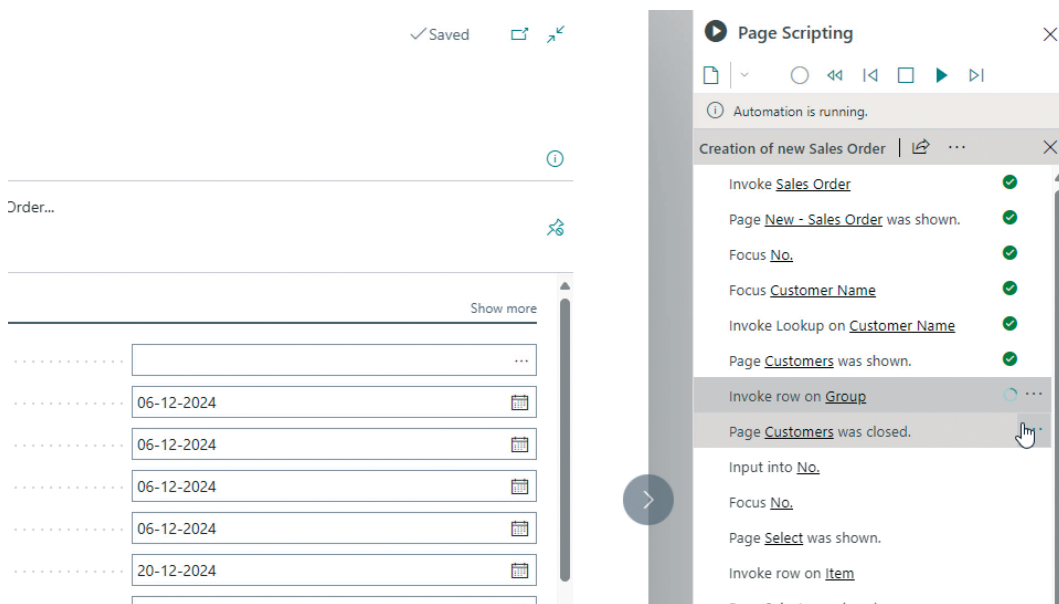 Saved
Order...
Show more
06-12-2024
06-12-2024
06-12-2024
06-12-2024
20-12-2024
Page Scripting
Automation is running.
Creation of new Sales Order
Invoke Sales Order
Page New - Sales Order was shown.
Focus No.
Focus Customer Name
Invoke Lookup on Customer Name
Page Customers was shown.
Invoke row on Group
Page Customers was closed.
Input into No.
Focus No.
Page Select was shown.
Invoke row on Item